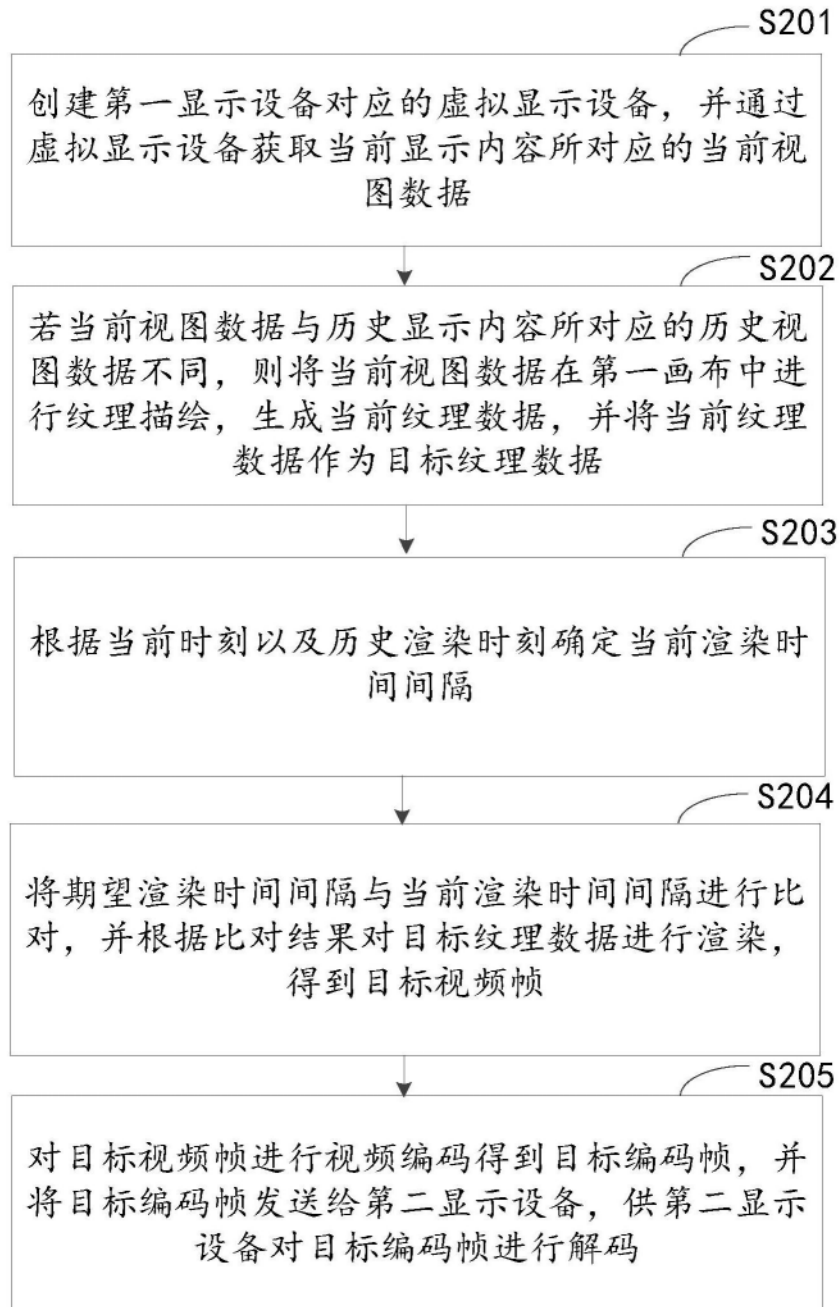 S201
创建第一显示设备对应的虚拟显示设备，并通过
虚拟显示设备获取当前显示内容所对应的当前视
图数据
S202
若当前视图数据与历史显示内容所对应的历史视
图数据不同，则将当前视图数据在第一画布中进
行纹理描绘，生成当前纹理数据，并将当前纹理
数据作为目标纹理数据
S203
根据当前时刻以及历史渲染时刻确定当前渲染时
间间隔
S204
将期望渲染时间间隔与当前渲染时间间隔进行比
对，并根据比对结果对目标纹理数据进行渲染，
得到目标视频帧
S205
对目标视频帧进行视频编码得到目标编码帧，并
将目标编码帧发送给第二显示设备，供第二显示
设备对目标编码帧进行解码